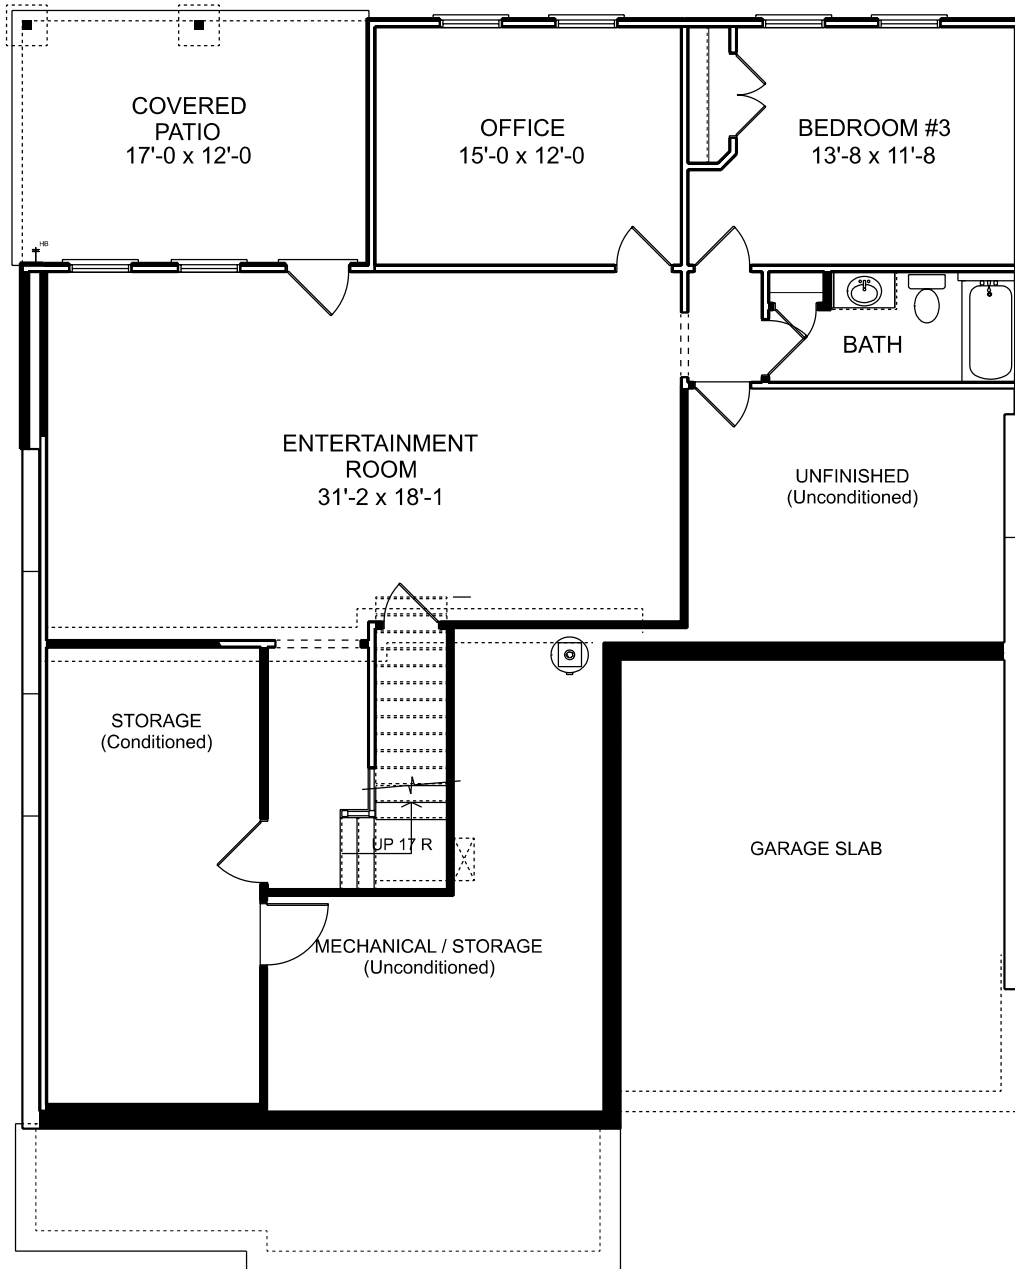 COVERED
PATIO
17'-0 x 12'-0
OFFICE
15'-0 x 12'-0
BEDROOM #3
13'-8 x 11'-8
HB
BATH
ENTERTAINMENT
ROOM
31'-2 x 18'-1
UNFINISHED
(Unconditioned)
STORAGE
(Conditioned)
UP 17 R
GARAGE SLAB
MECHANICAL / STORAGE
(Unconditioned)